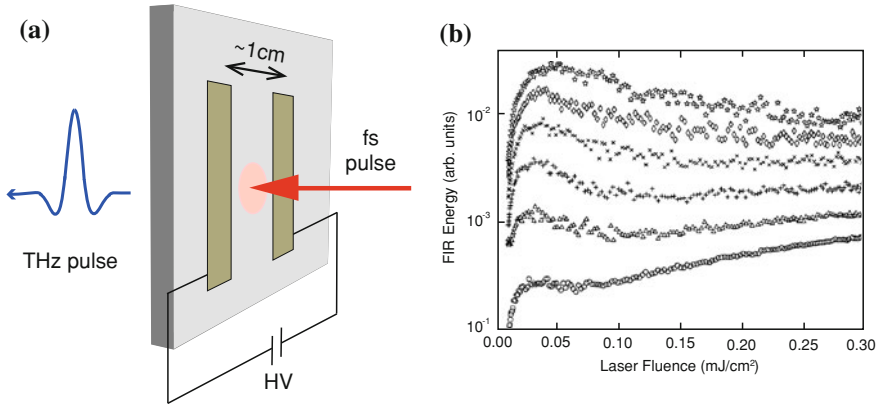 (a)
~1cm
fs
pulse
THz pulse
HV
(b)
FIR Energy (arb. units)
10-2
10-3
10-1
0.00 0.05 0.10 0.15 0.20 0.25 0.30
Laser Fluence (mJ/cm²)